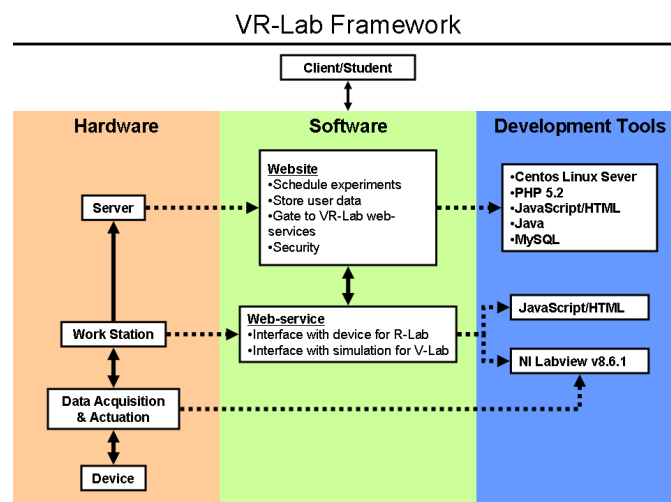 VR-Lab Framework
Client/Student
Hardware
Software
Development Tools
Website
•Schedule experiments
•Store user data
•Gate to VR-Lab web-
services
•Security
•Centos Linux Sever
•PHP 5.2
•JavaScript/HTML
•Java
•MySQL
Server
Web-service
•Interface with device for R-Lab
•Interface with simulation for V-Lab
JavaScript/HTML
Work Station
NI Labview v8.6.1
Data Acquisition
& Actuation
Device